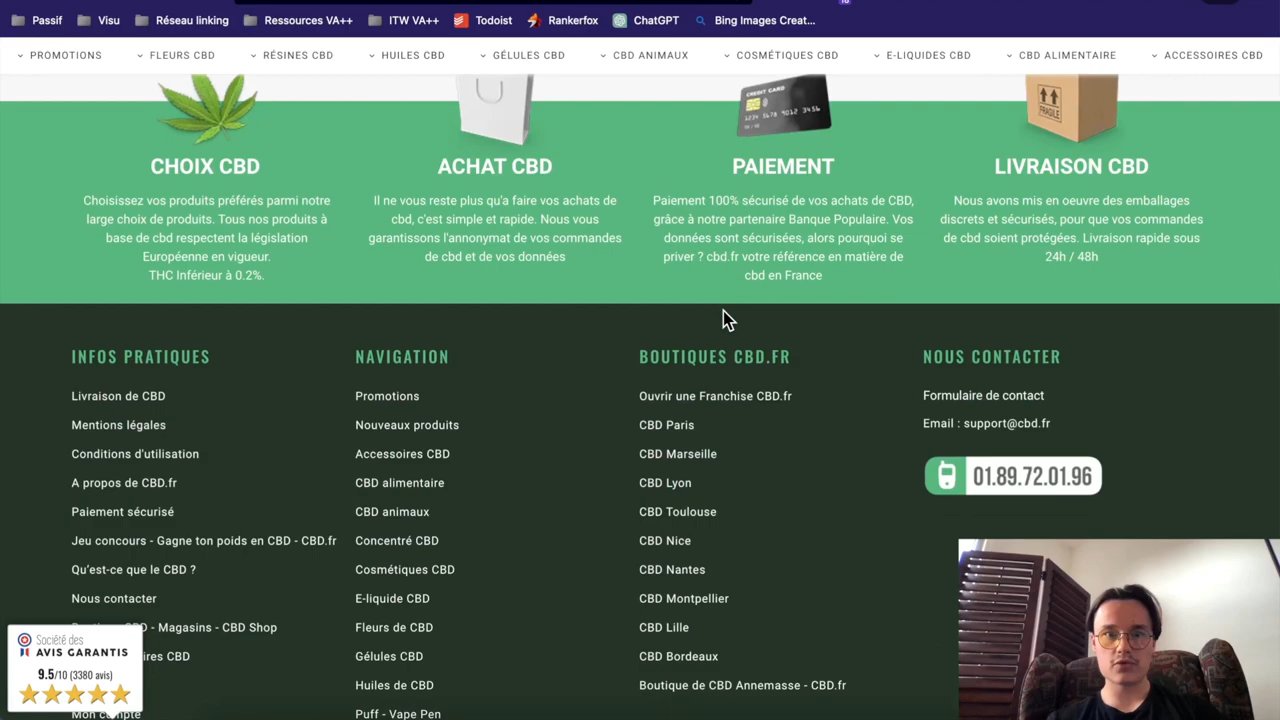 Passif
Visu
Réseau linking
Ressources VA++
ITW VA++
Todoist
Rankerfox
ChatGPT
Bing Images Creat...
PROMOTIONS
FLEURS CBD
RÉSINES CBD
HUILES CBD
GÉLULES CBD
CBD ANIMAUX
COSMÉTIQUES CBD
E-LIQUIDES CBD
CBD ALIMENTAIRE
ACCESSOIRES CBD
CREDIT CARD
1234 5678 9012 3456
FRAGILE
CHOIX CBD
Choisissez vos produits préférés parmi notre
large choix de produits. Tous nos produits à
base de cbd respectent la législation
Européenne en vigueur.
THC Inférieur à 0.2%.
ACHAT CBD
Il ne vous reste plus qu'a faire vos achats de
cbd, c'est simple et rapide. Nous vous
garantissons l'annonymat de vos commandes
de cbd et de vos données
PAIEMENT
Paiement 100% sécurisé de vos achats de CBD,
grâce à notre partenaire Banque Populaire. Vos
données sont sécurisées, alors pourquoi se
priver ? cbd.fr votre référence en matière de
cbd en France
LIVRAISON CBD
Nous avons mis en oeuvre des emballages
discrets et sécurisés, pour que vos commandes
de cbd soient protégées. Livraison rapide sous
24h / 48h
INFOS PRATIQUES
Livraison de CBD
Mentions légales
Conditions d'utilisation
A propos de CBD.fr
Paiement sécurisé
Jeu concours - Gagne ton poids en CBD - CBD.fr
Qu'est-ce que le CBD ?
Nous contacter
CBD - Magasins - CBD Shop
CBD
Mon compte
Société des
AVIS GARANTIS
9.5/10 (3380 avis)
NAVIGATION
Promotions
Nouveaux produits
Accessoires CBD
CBD alimentaire
CBD animaux
Concentré CBD
Cosmétiques CBD
E-liquide CBD
Fleurs de CBD
Gélules CBD
Huiles de CBD
Puff - Vape Pen
BOUTIQUES CBD.FR
Ouvrir une Franchise CBD.fr
CBD Paris
CBD Marseille
CBD Lyon
CBD Toulouse
CBD Nice
CBD Nantes
CBD Montpellier
CBD Lille
CBD Bordeaux
Boutique de CBD Annemasse - CBD.fr
NOUS CONTACTER
Formulaire de contact
Email : support@cbd.fr
01.89.72.01.96